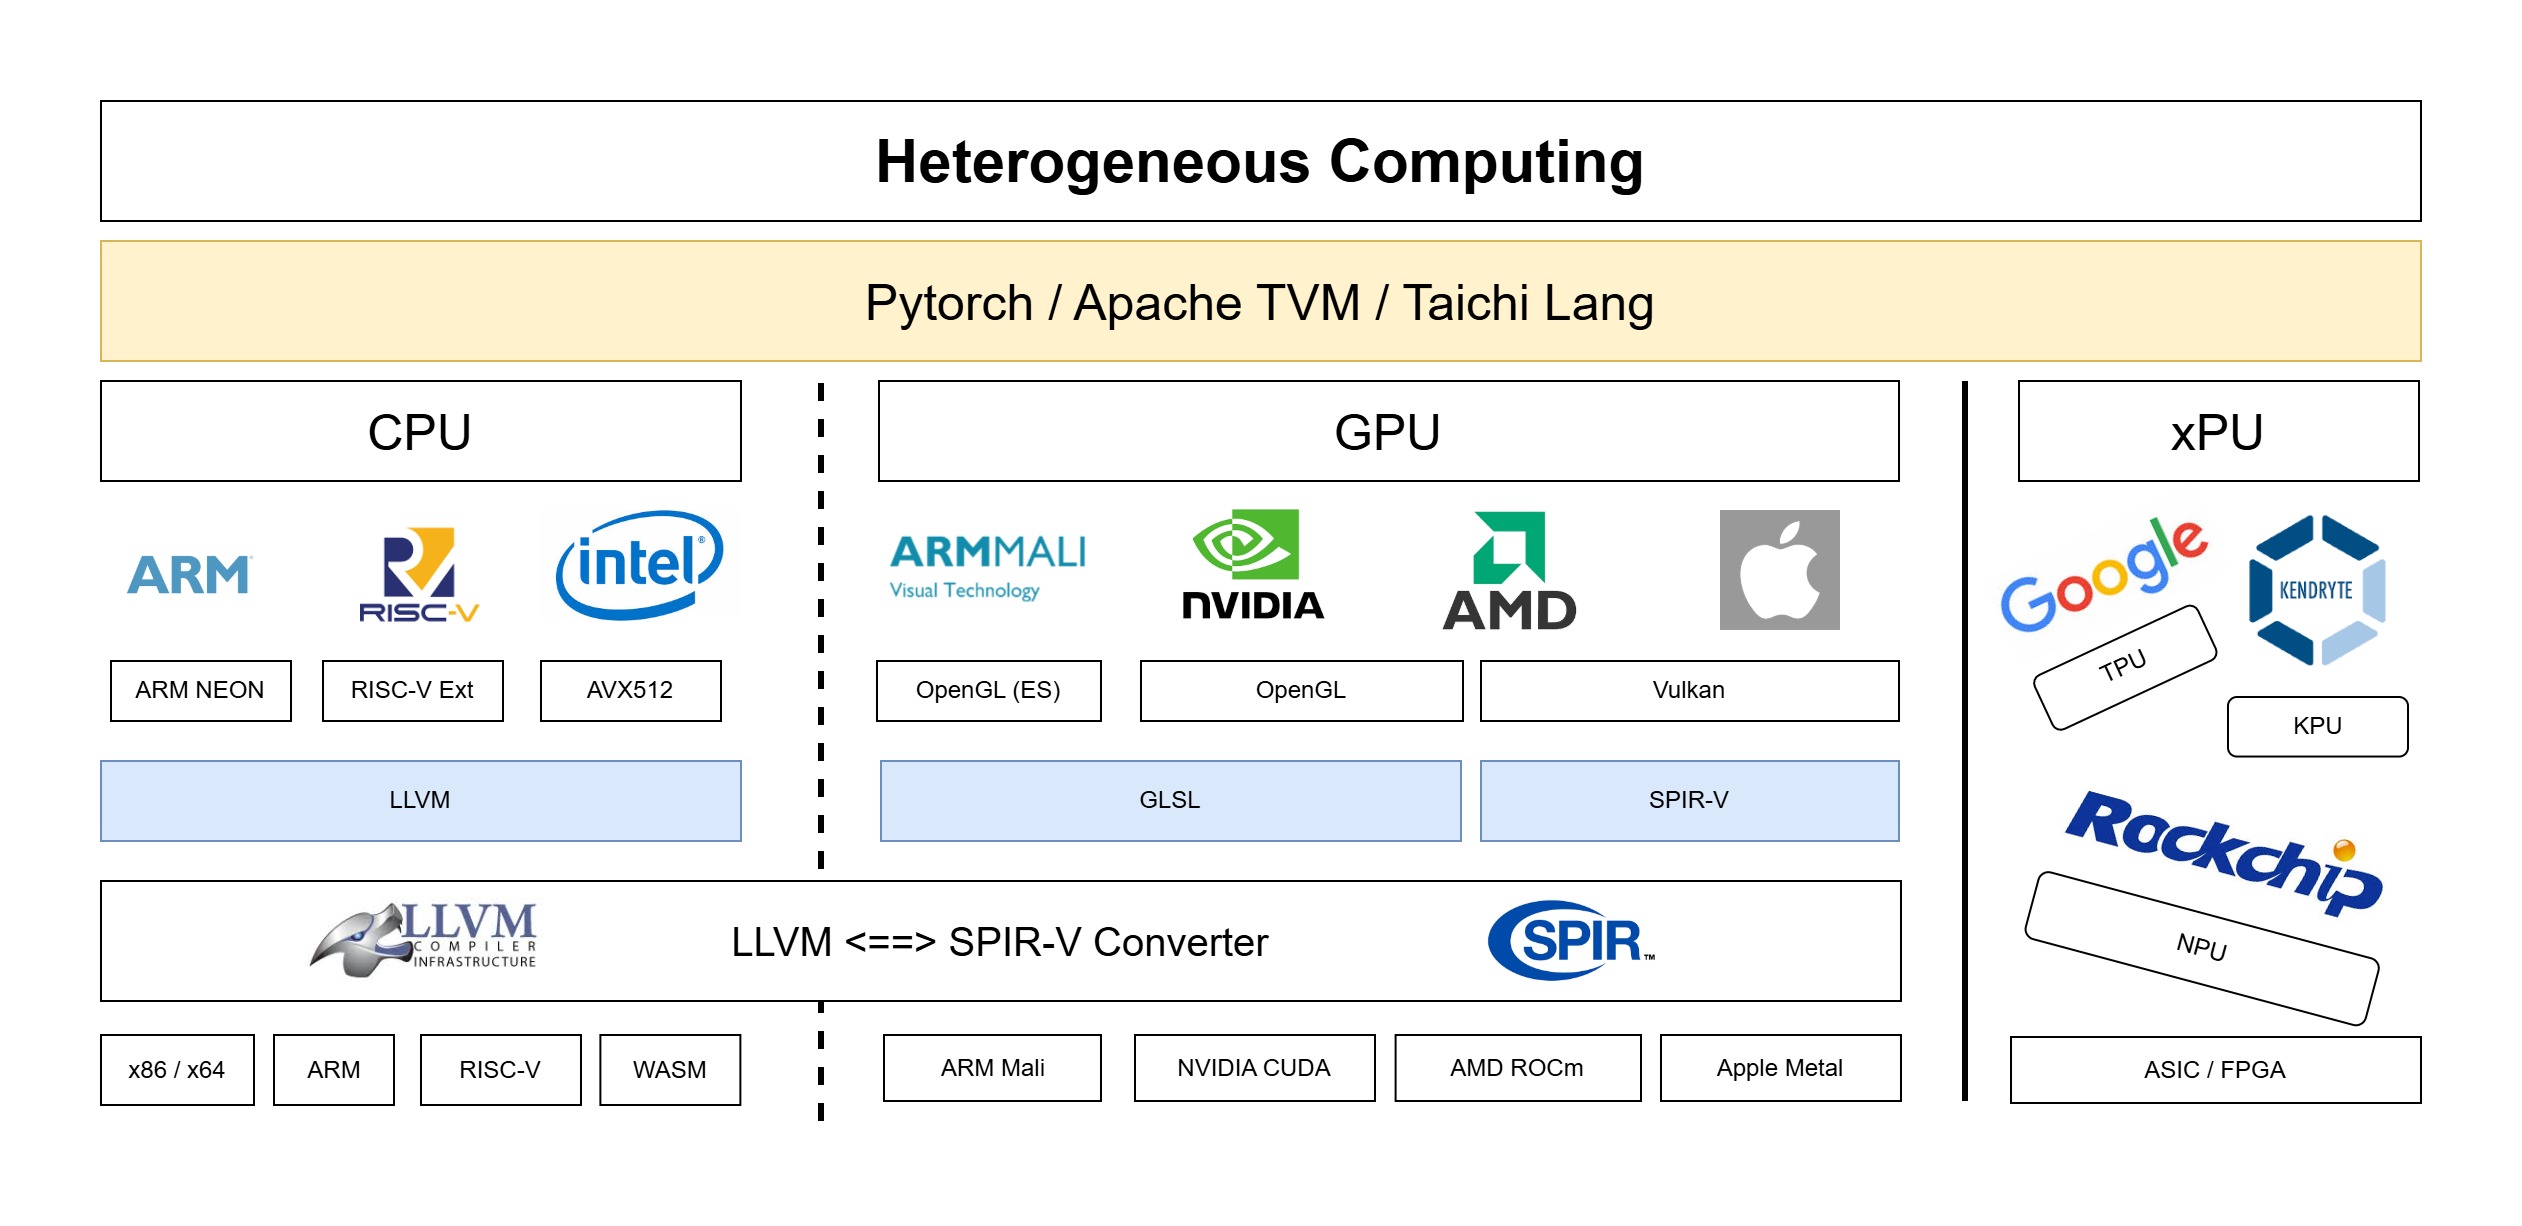 Heterogeneous Computing
Pytorch / Apache TVM / Taichi Lang
CPU
GPU
xPU
ARM
RISC-V
intel®
ARMMALI
Visual Technology
NVIDIA
AMD
Google
KENDRYTE
ARM NEON
RISC-V Ext
AVX512
OpenGL (ES)
OpenGL
Vulkan
TPU
KPU
LLVM
GLSL
SPIR-V
Rockchip
LLVM
COMPILER
INFRASTRUCTURE
LLVM <==> SPIR-V Converter
SPIR™
NPU
x86 / x64
ARM
RISC-V
WASM
ARM Mali
NVIDIA CUDA
AMD ROCm
Apple Metal
ASIC / FPGA